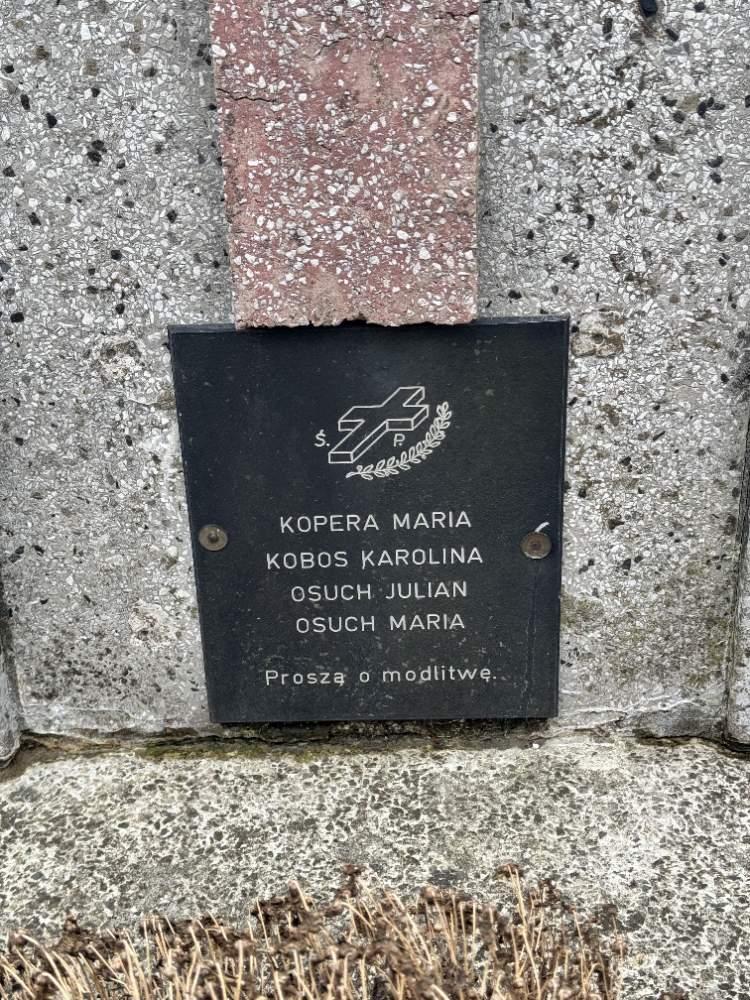 Ś. P.
KOPERA MARIA
KOBOS KAROLINA
OSUCH JULIAN
OSUCH MARIA
Proszą o modlitwę.